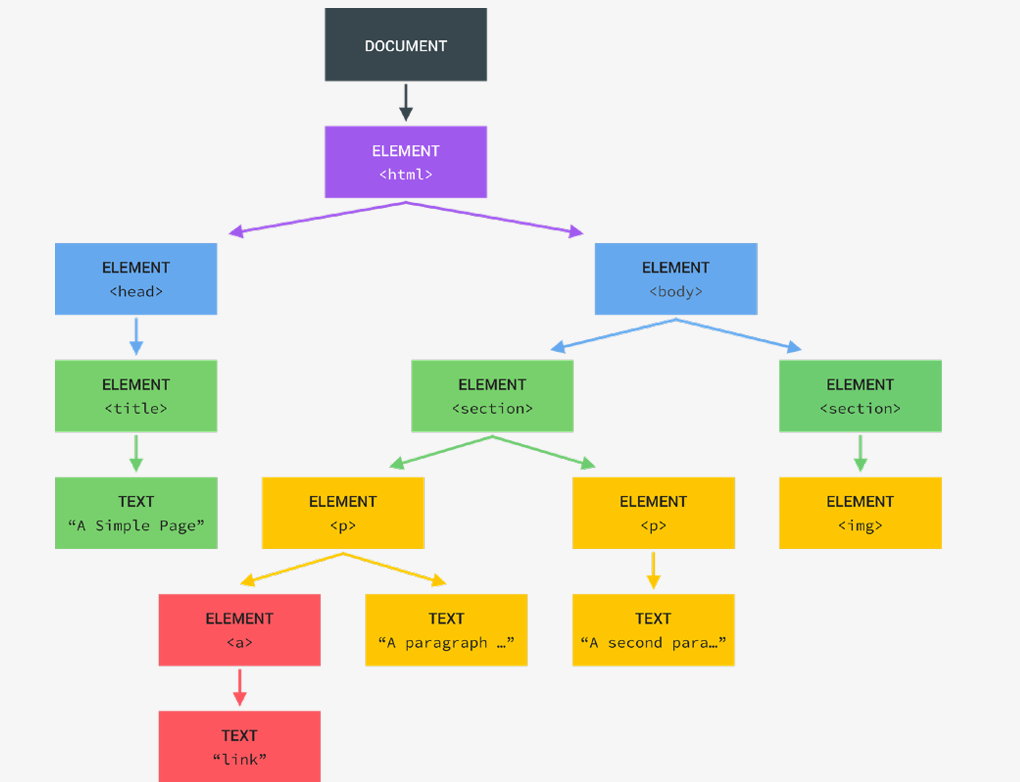 DOCUMENT
ELEMENT
<html>
ELEMENT
<head>
ELEMENT
<body>
ELEMENT
<title>
ELEMENT
<section>
ELEMENT
<section>
TEXT
“A Simple Page”
ELEMENT
<p>
ELEMENT
<p>
ELEMENT
<img>
ELEMENT
<a>
TEXT
“A paragraph …”
TEXT
“A second para…”
TEXT
“link”